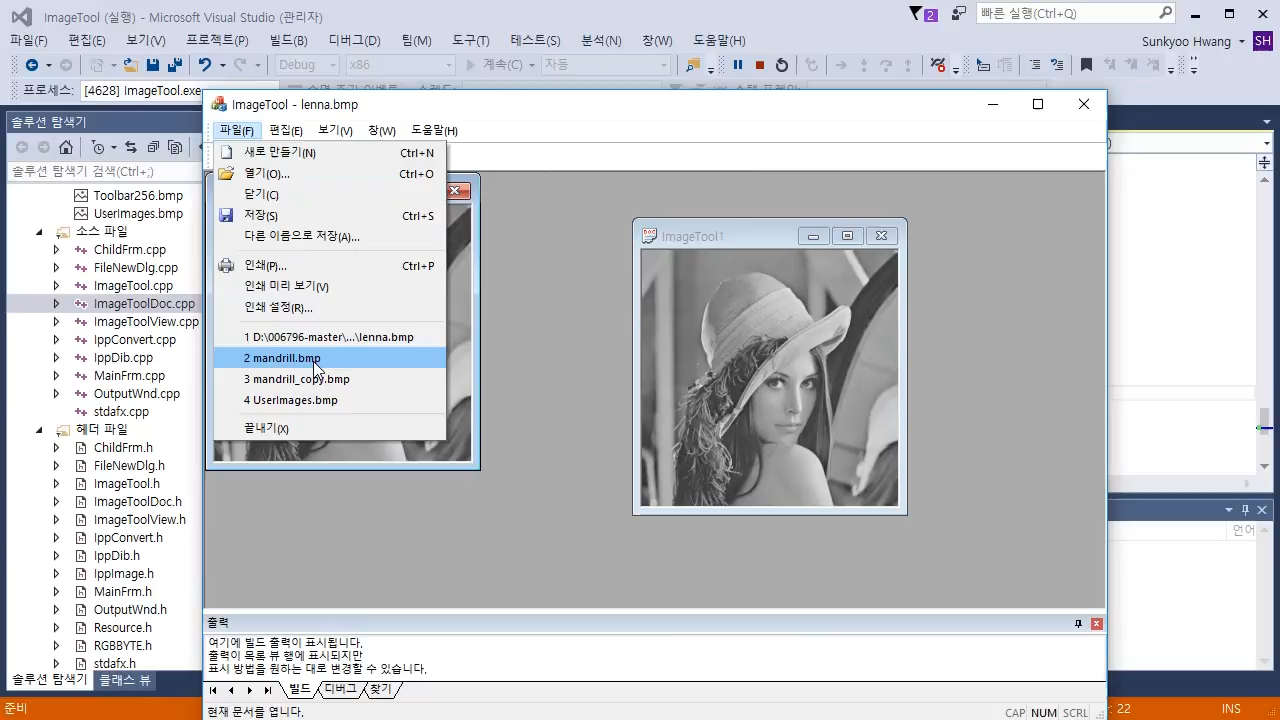 ImageTool (실행) - Microsoft Visual Studio (관리자)
2
빠른 실행(Ctrl+Q)
파일(F) 편집(E) 보기(V) 프로젝트(P) 빌드(B) 디버그(D) 팀(M) 도구(T) 테스트(S) 분석(N) 창(W) 도움말(H)
Sunkyoo Hwang SH
Debug x86 계속(C) 자동
프로세스: [4628] ImageTool.exe
솔루션 탐색기
솔루션 탐색기 검색(Ctrl+;)
Toolbar256.bmp
UserImages.bmp
소스 파일
ChildFrm.cpp
FileNewDlg.cpp
ImageTool.cpp
ImageToolDoc.cpp
ImageToolView.cpp
IppConvert.cpp
IppDib.cpp
MainFrm.cpp
OutputWnd.cpp
stdafx.cpp
헤더 파일
ChildFrm.h
FileNewDlg.h
ImageTool.h
ImageToolDoc.h
ImageToolView.h
IppConvert.h
IppDib.h
IppImage.h
MainFrm.h
OutputWnd.h
Resource.h
RGBBYTE.h
stdafx.h
솔루션 탐색기 클래스 뷰
준비
ImageTool - lenna.bmp
파일(F) 편집(E) 보기(V) 창(W) 도움말(H)
새로 만들기(N) Ctrl+N
열기(O)... Ctrl+O
닫기(C)
저장(S) Ctrl+S
다른 이름으로 저장(A)...
인쇄(P)... Ctrl+P
인쇄 미리 보기(V)
인쇄 설정(R)...
1 D:\006796-master\...\lenna.bmp
2 mandrill.bmp
3 mandrill_copy.bmp
4 UserImages.bmp
끝내기(X)
DOC
ImageTool1
출력
여기에 빌드 출력이 표시됩니다.
출력이 목록 뷰 행에 표시되지만
표시 방법을 원하는 대로 변경할 수 있습니다.
빌드 디버그 찾기
현재 문서를 엽니다.
CAP NUM SCRL
언어
: 22
INS